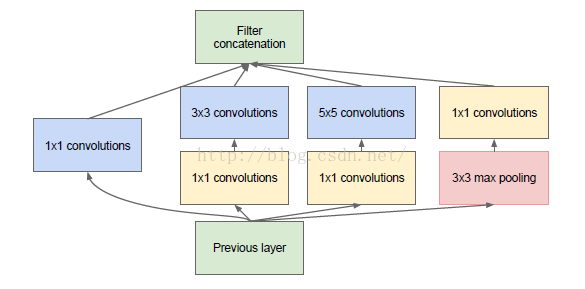 Filter
concatenation
3x3 convolutions
5x5 convolutions
1x1 convolutions
1x1 convolutions
http://blog.csdn.net/
1x1 convolutions
1x1 convolutions
3x3 max pooling
Previous layer